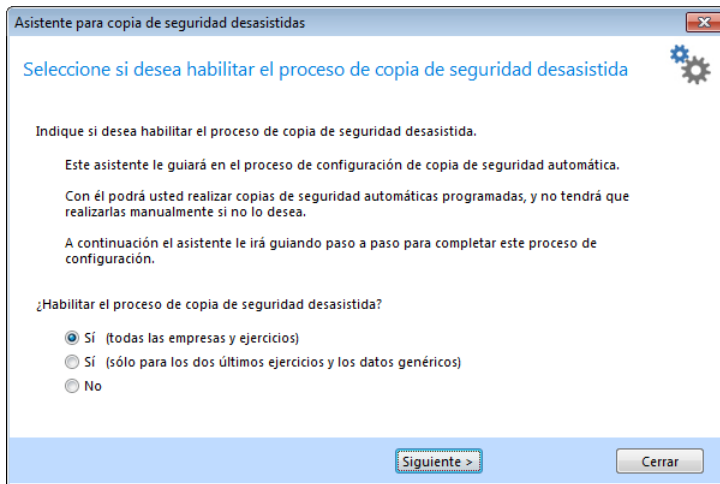 Asistente para copia de seguridad desasistidas
Seleccione si desea habilitar el proceso de copia de seguridad desasistida
Indique si desea habilitar el proceso de copia de seguridad desasistida.
Este asistente le guiará en el proceso de configuración de copia de seguridad automática.
Con él podrá usted realizar copias de seguridad automáticas programadas, y no tendrá que
realizarlas manualmente si no lo desea.
A continuación el asistente le irá guiando paso a paso para completar este proceso de
configuración.
¿Habilitar el proceso de copia de seguridad desasistida?
Sí (todas las empresas y ejercicios)
Sí (sólo para los dos últimos ejercicios y los datos genéricos)
No
Siguiente >
Cerrar